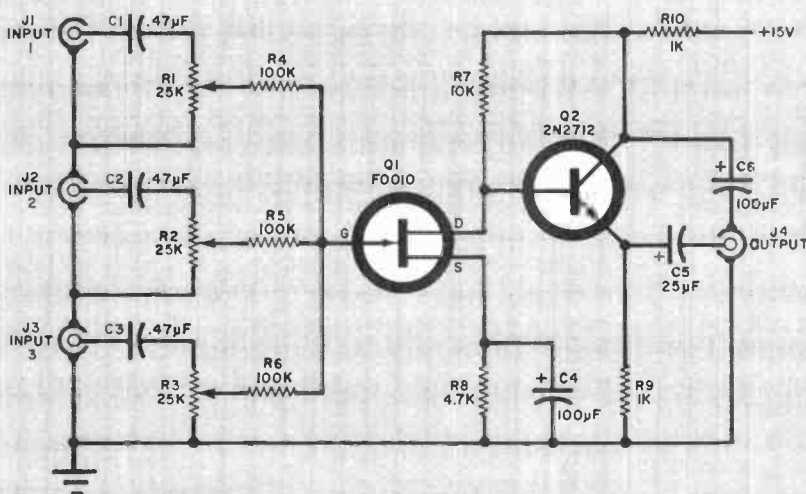 J1
INPUT
1
C1 .47µF
R1
25K
R4
100K
J2
INPUT
2
C2 .47µF
R2
25K
R5
100K
J3
INPUT
3
C3 .47µF
R3
25K
R6
100K
Q1
F0010
G
D
S
R7
10K
Q2
2N2712
R10
1K
+15V
+
C6
100µF
J4
OUTPUT
+
C5
25µF
R8
4.7K
+
C4
100µF
R9
1K